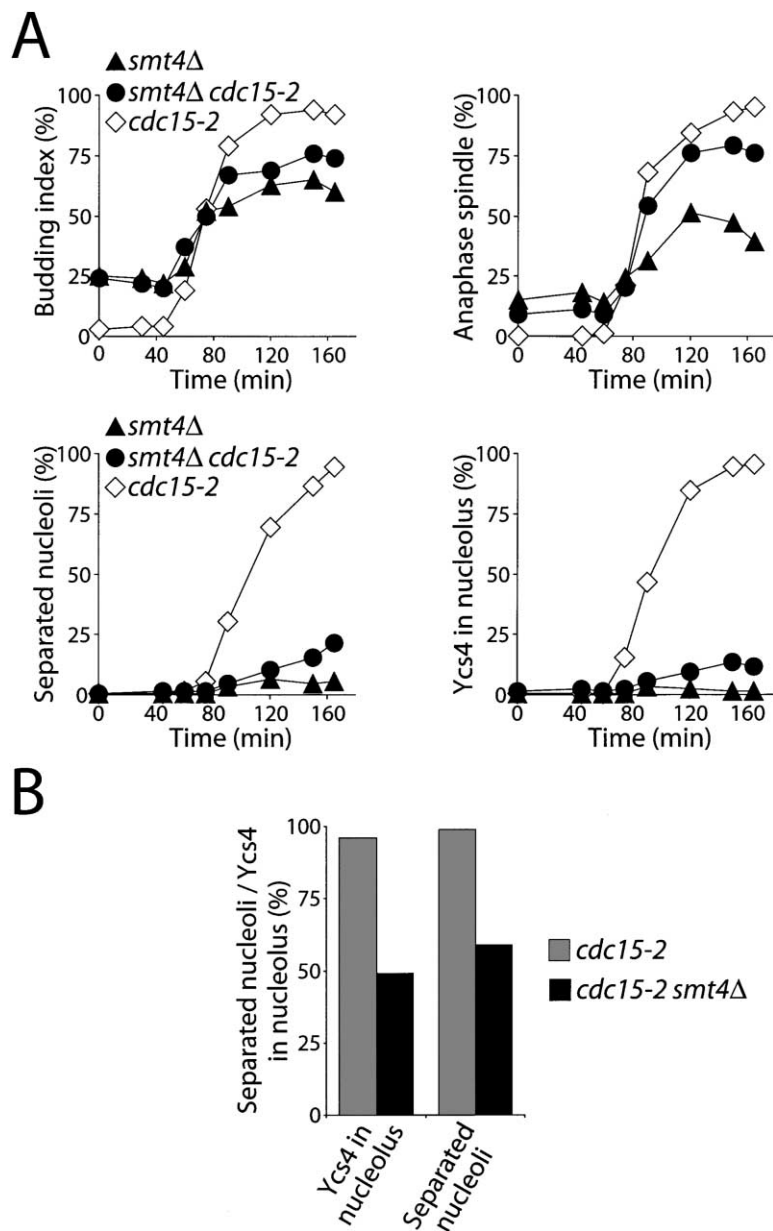 A
smt4Δ
smt4Δ cdc15-2
cdc15-2
Budding index (%)
100
75
50
25
0
0 40 80 120 160
Time (min)
Anaphase spindle (%)
100
75
50
25
0
0 40 80 120 160
Time (min)
smt4Δ
smt4Δ cdc15-2
cdc15-2
Separated nucleoli (%)
100
75
50
25
0
0 40 80 120 160
Time (min)
Ycs4 in nucleolus (%)
100
75
50
25
0
0 40 80 120 160
Time (min)
B
Separated nucleoli / Ycs4
in nucleolus (%)
100
75
50
25
0
Ycs4 in
nucleolus
Separated
nucleoli
cdc15-2
cdc15-2 smt4Δ